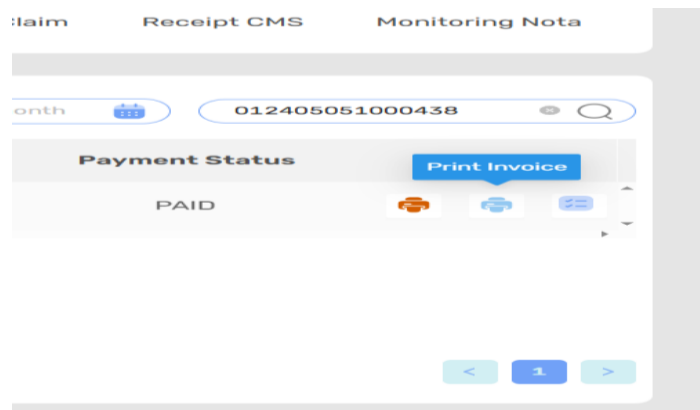 laim Receipt CMS Monitoring Nota
onth 012405051000438
Payment Status Print Invoice
PAID
< 1 >